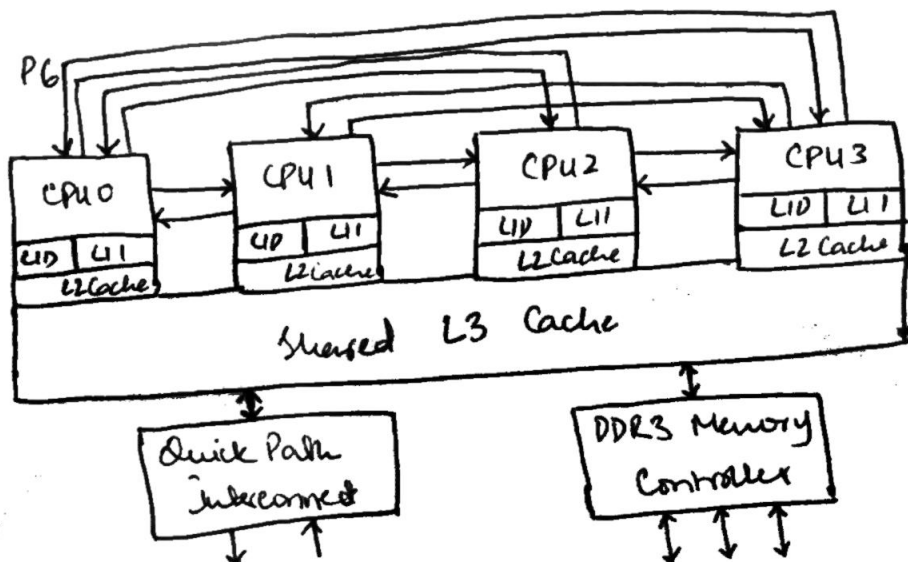 P6
CPU0
CPU1
CPU2
CPU3
L1D L1I
L1D L1I
L1D L1I
L1D L1I
L2 Cache
L2 Cache
L2 Cache
L2 Cache
Shared L3 Cache
Quick Path
Interconnect
DDR3 Memory
Controller